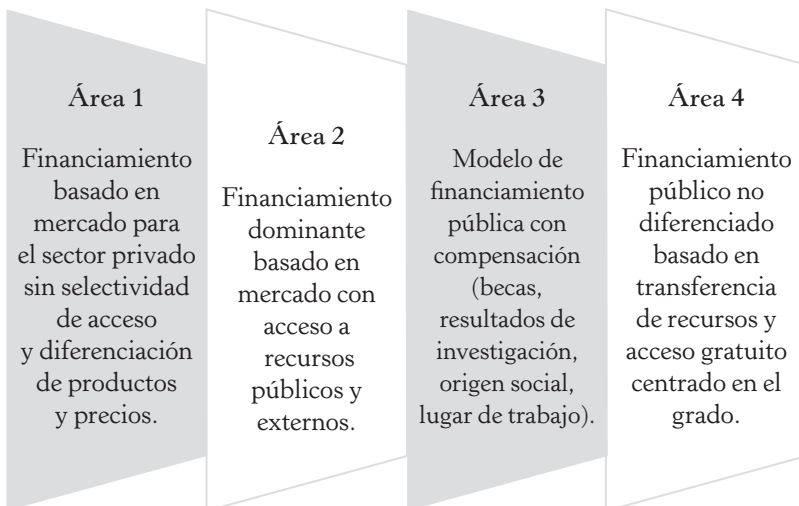 Área 1
Financiamiento
basado en
mercado para
el sector privado
sin selectividad
de acceso
y diferenciación
de productos
y precios.
Área 2
Financiamiento
dominante
basado en
mercado con
acceso a
recursos
públicos y
externos.
Área 3
Modelo de
financiamiento
pública con
compensación
(becas,
resultados de
investigación,
origen social,
lugar de trabajo).
Área 4
Financiamiento
público no
diferenciado
basado en
transferencia
de recursos y
acceso gratuito
centrado en el
grado.